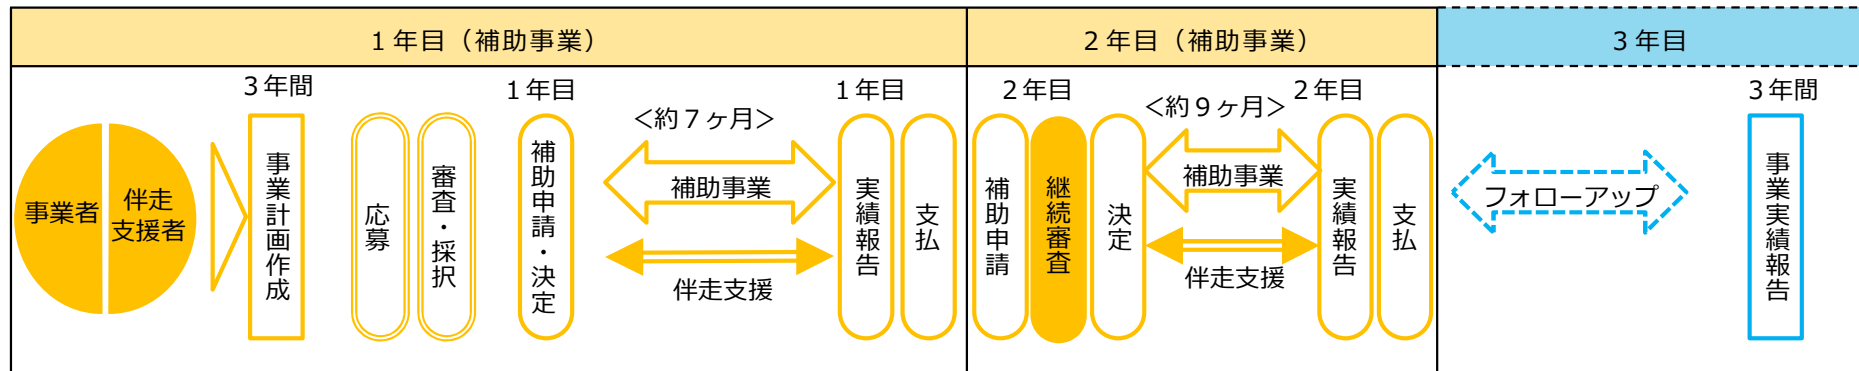 １年目（補助事業）
２年目（補助事業）
３年目
事業者
伴走
支援者
３年間
事業計画作成
応募
審査・採択
１年目
補助申請・決定
＜約７ヶ月＞
補助事業
伴走支援
１年目
実績報告
支払
２年目
補助申請
継続審査
決定
＜約９ヶ月＞
補助事業
伴走支援
２年目
実績報告
支払
フォローアップ
３年間
事業実績報告